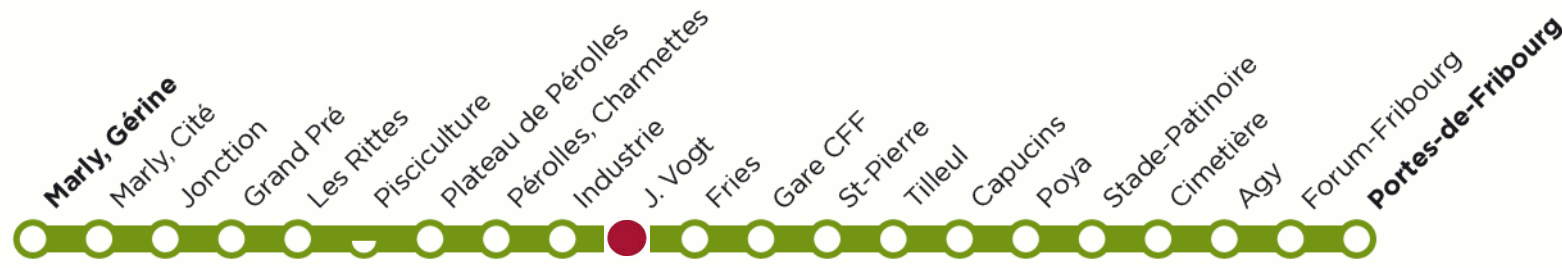 Marly, Gérine
Marly, Cité
Jonction
Grand Pré
Les Rittes
Pisciculture
Plateau de Pérolles
Pérolles, Charmettes
Industrie
J. Vogt
Fries
Gare CFF
St-Pierre
Tilleul
Capucins
Poya
Stade-Patinoire
Cimetière
Agy
Forum-Fribourg
Portes-de-Fribourg